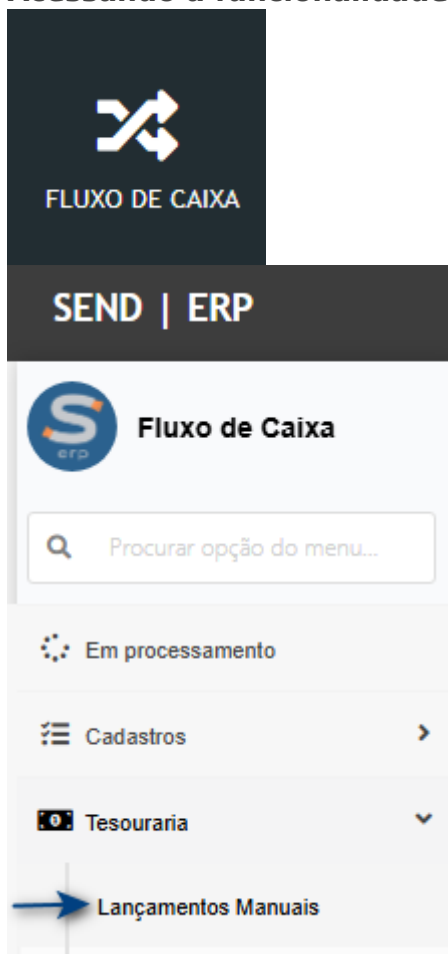 FLUXO DE CAIXA
SEND | ERP
S
erp
Fluxo de Caixa
Procurar opção do menu...
Em processamento
Cadastros
Tesouraria
Lançamentos Manuais